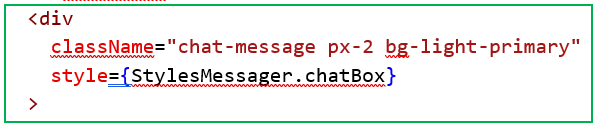 <div
className="chat-message px-2 bg-light-primary"
style={StylesMessager.chatBox}
>